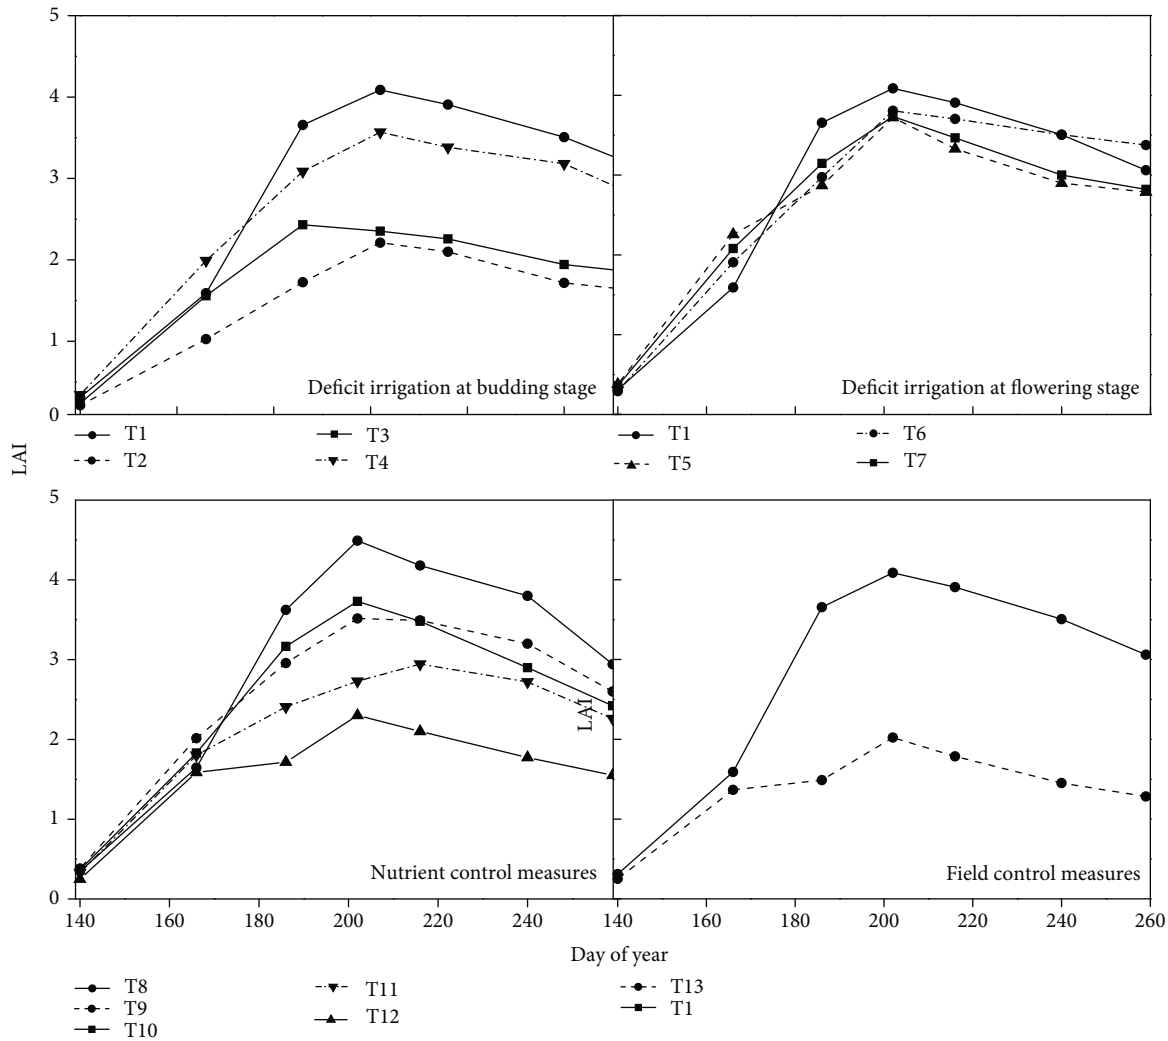 5
4
3
2
1
0
Deficit irrigation at budding stage
Deficit irrigation at flowering stage
T1
T2
T3
T4
T1
T5
T6
T7
LAI
5
4
3
2
1
0
Nutrient control measures
LAI
Field control measures
140 160 180 200 220 240 140 160 180 200 220 240 260
Day of year
T8
T9
T10
T11
T12
T13
T1